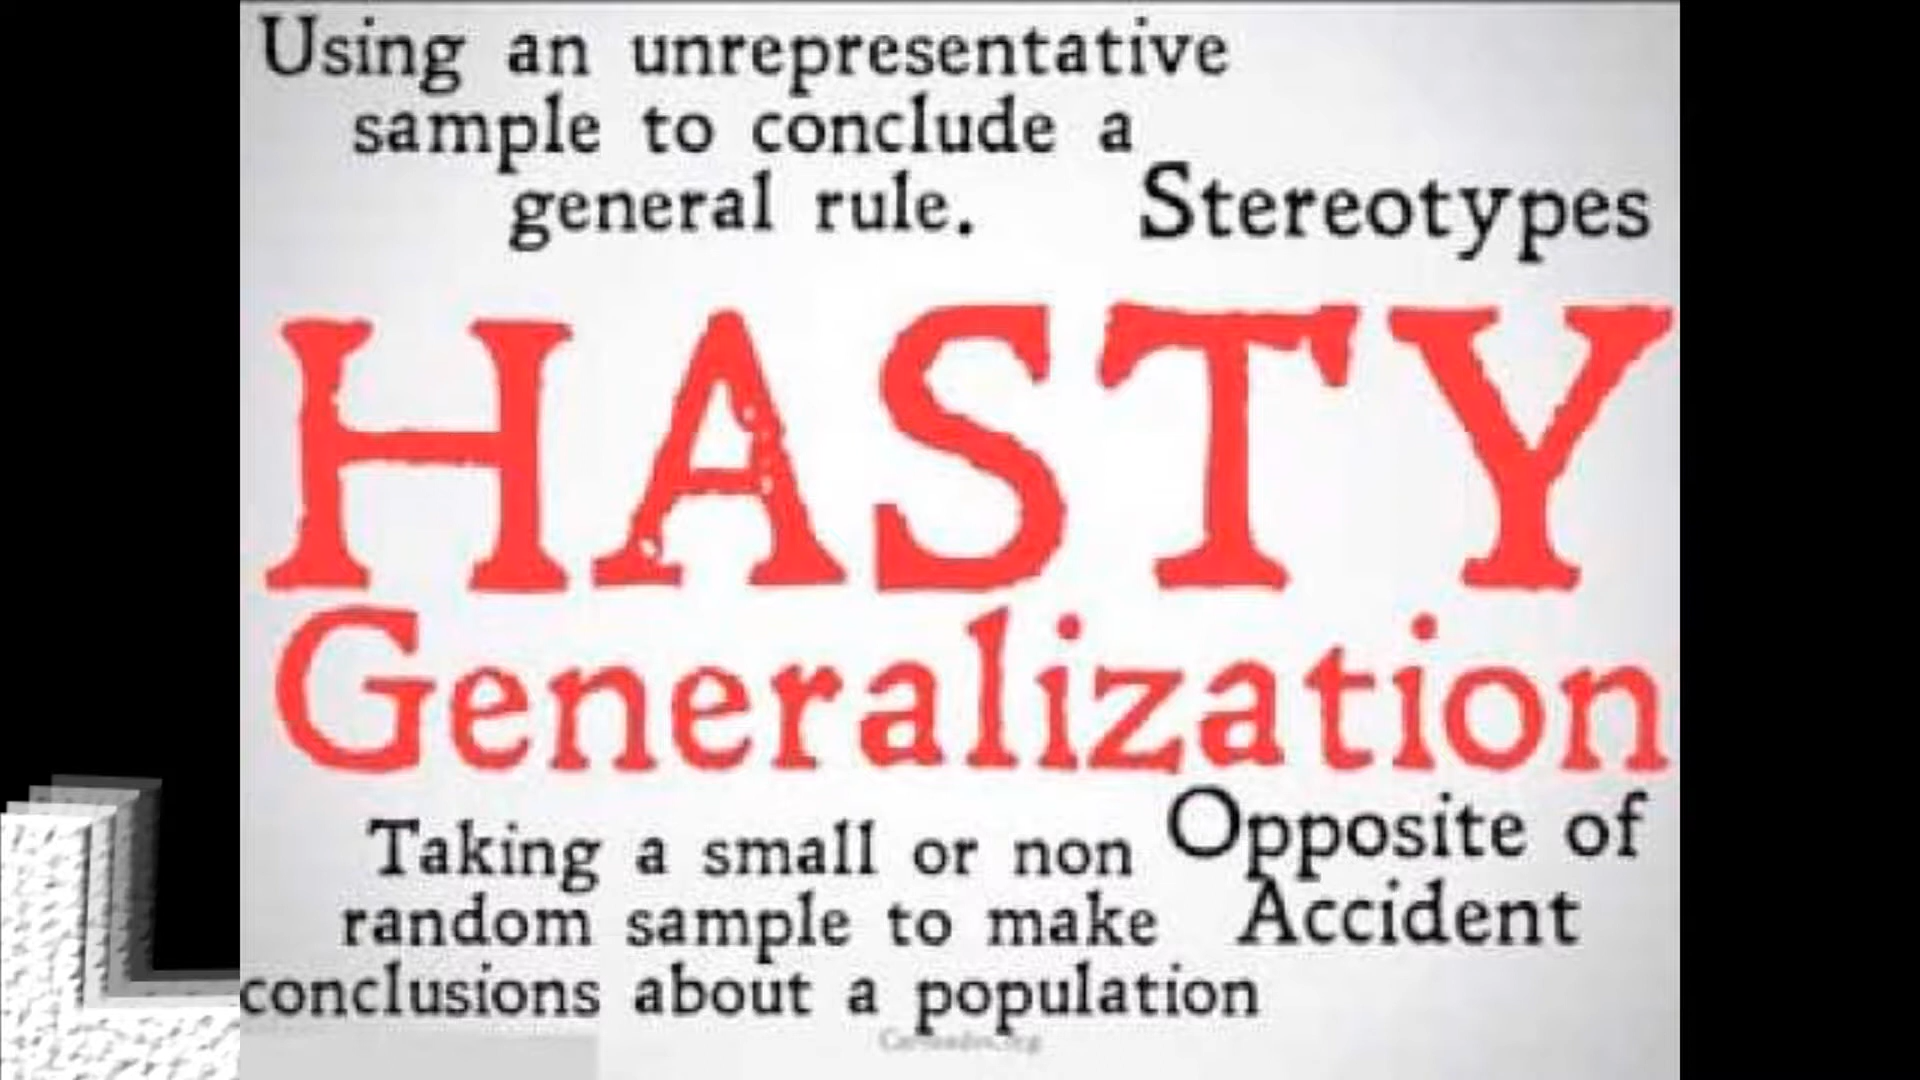 Using an unrepresentative
sample to conclude a
general rule.
Stereotypes
HASTY
Generalization
Taking a small or non
random sample to make
conclusions about a population
Opposite of
Accident